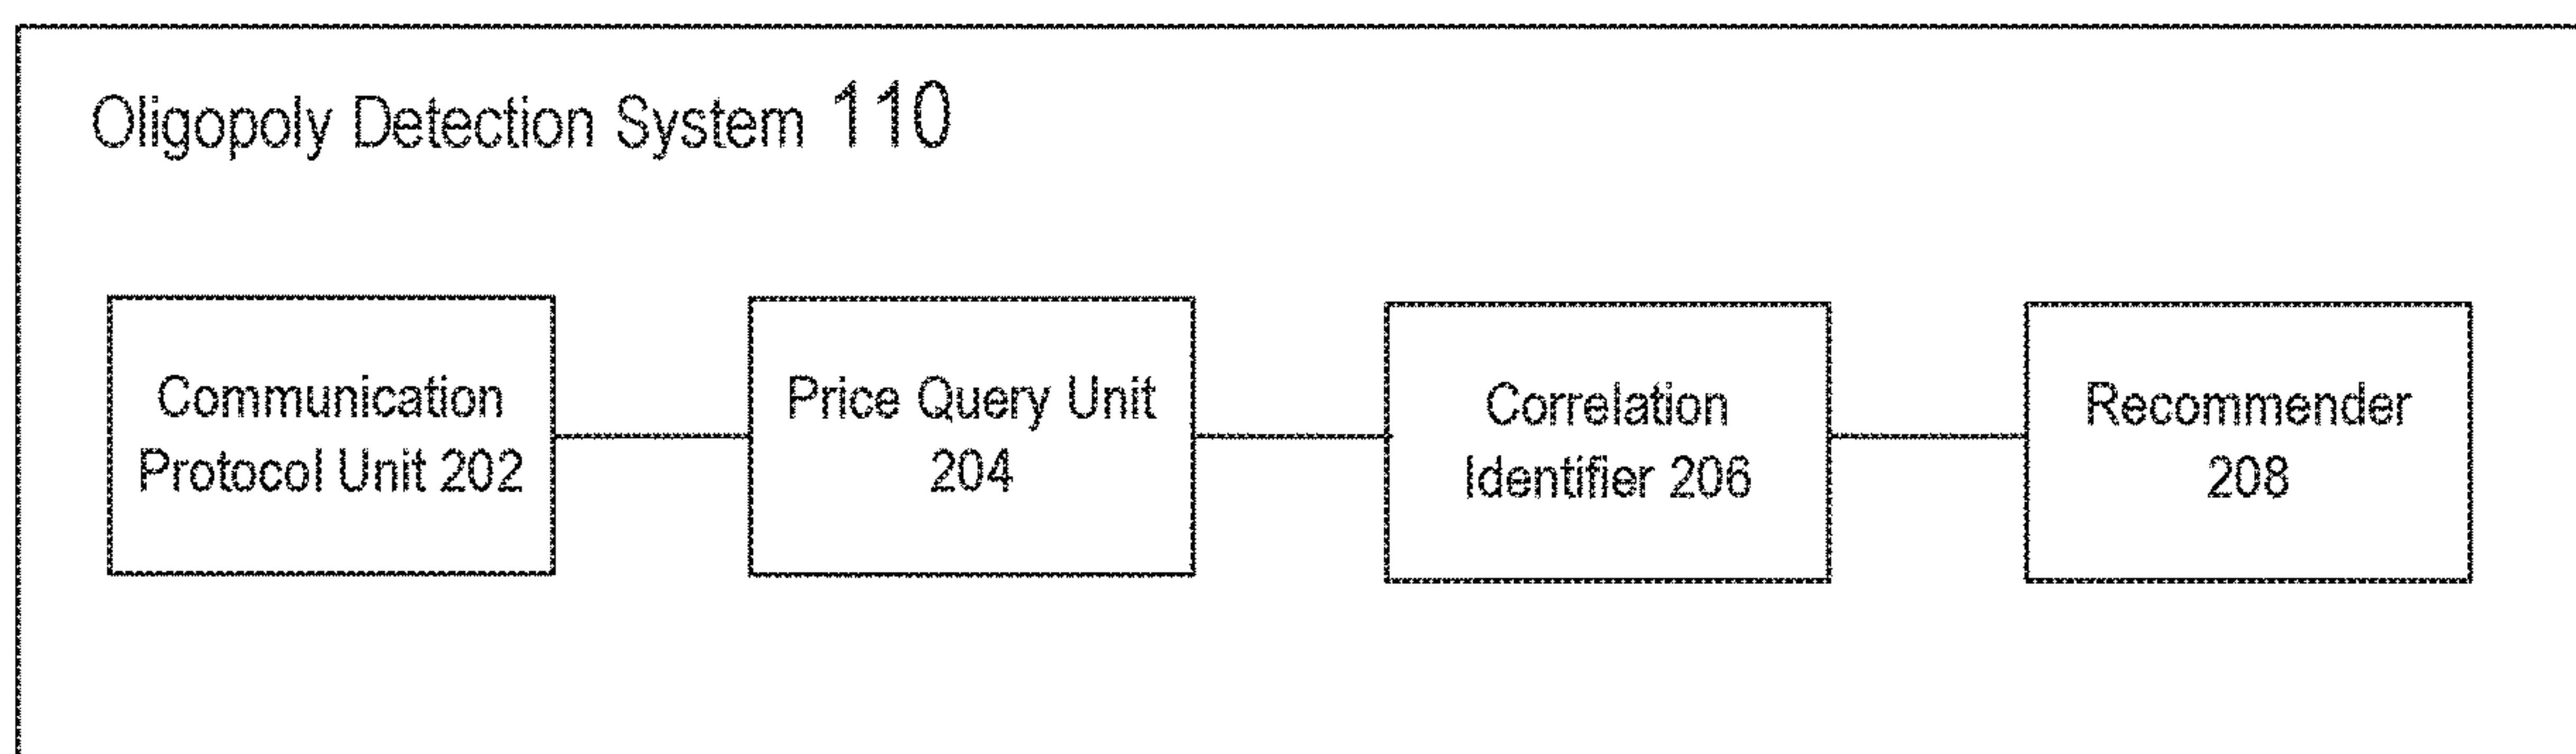 Oligopoly Detection System 110
Communication
Protocol Unit 202
Price Query Unit
204
Correlation
Identifier 206
Recommender
208